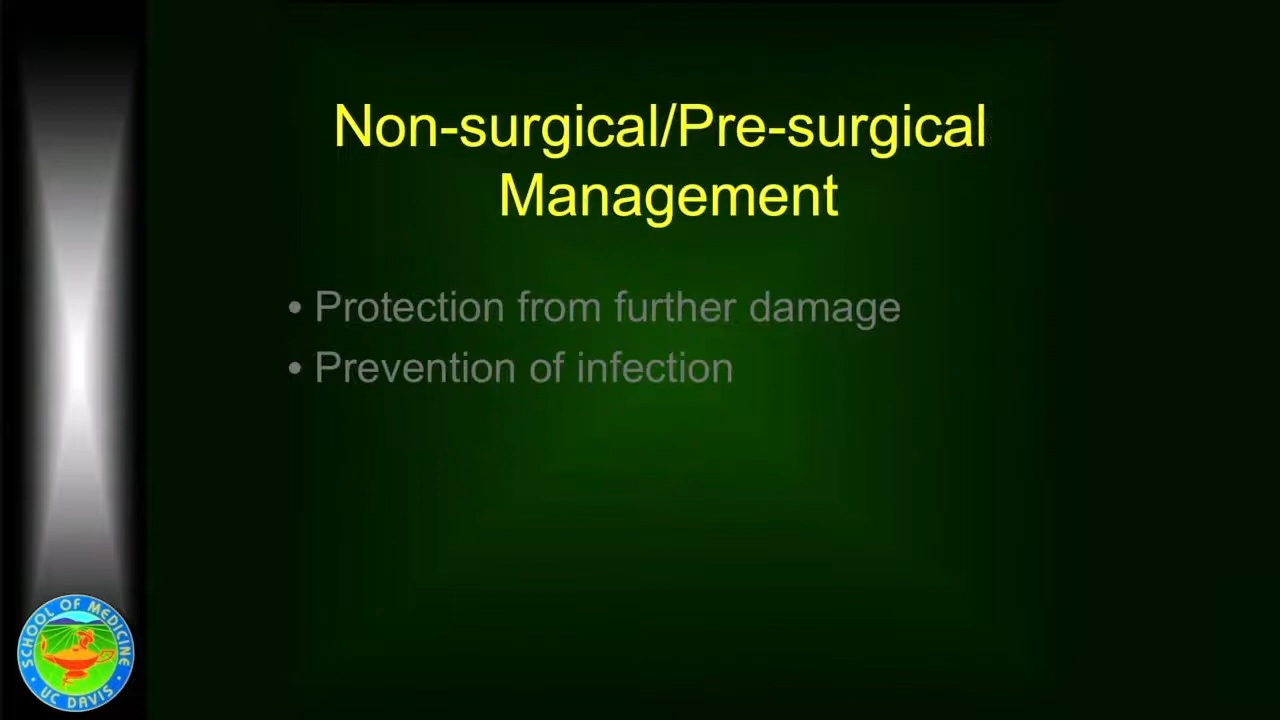 Non-surgical/Pre-surgical
Management
• Protection from further damage
• Prevention of infection
SCHOOL OF MEDICINE
UC DAVIS